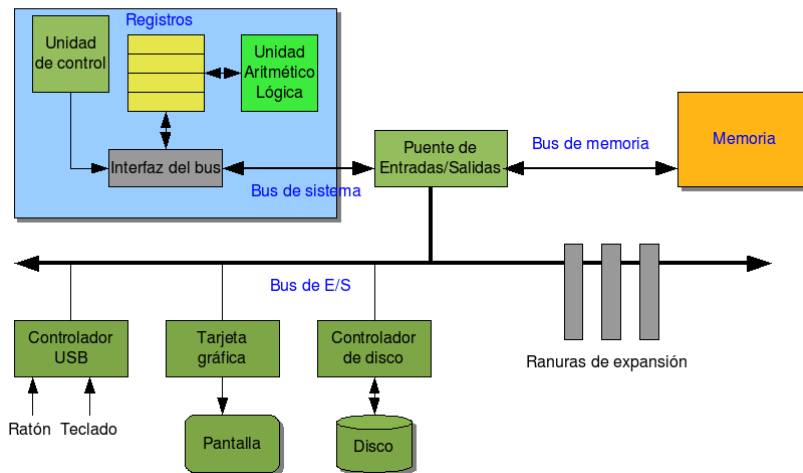 Registros
Unidad
de control
Unidad
Aritmético
Lógica
Interfaz del bus
Bus de sistema
Puente de
Entradas/Salidas
Bus de memoria
Memoria
Bus de E/S
Controlador
USB
Tarjeta
gráfica
Controlador
de disco
Ranuras de expansión
Ratón
Teclado
Pantalla
Disco